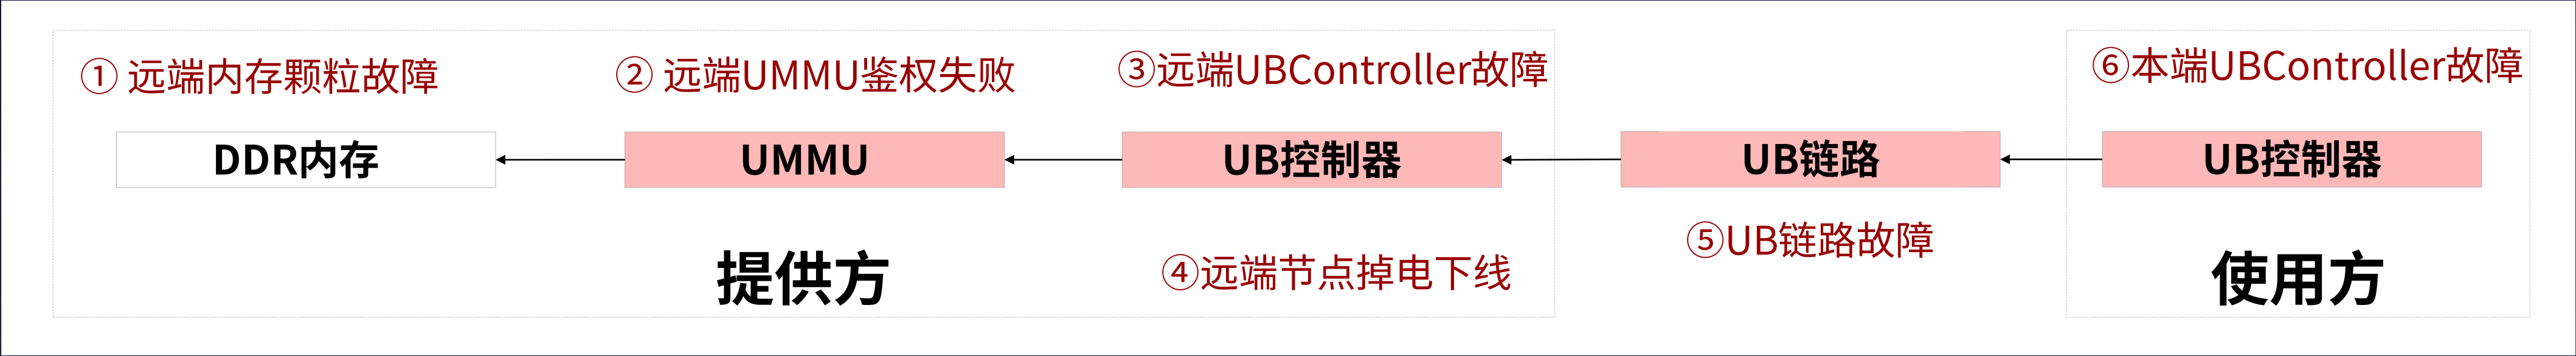 ① 远端内存颗粒故障
② 远端UMMU鉴权失败
③远端UBController故障
⑥本端UBController故障
DDR内存
UMMU
UB控制器
UB链路
UB控制器
提供方
④远端节点掉电下线
⑤UB链路故障
使用方